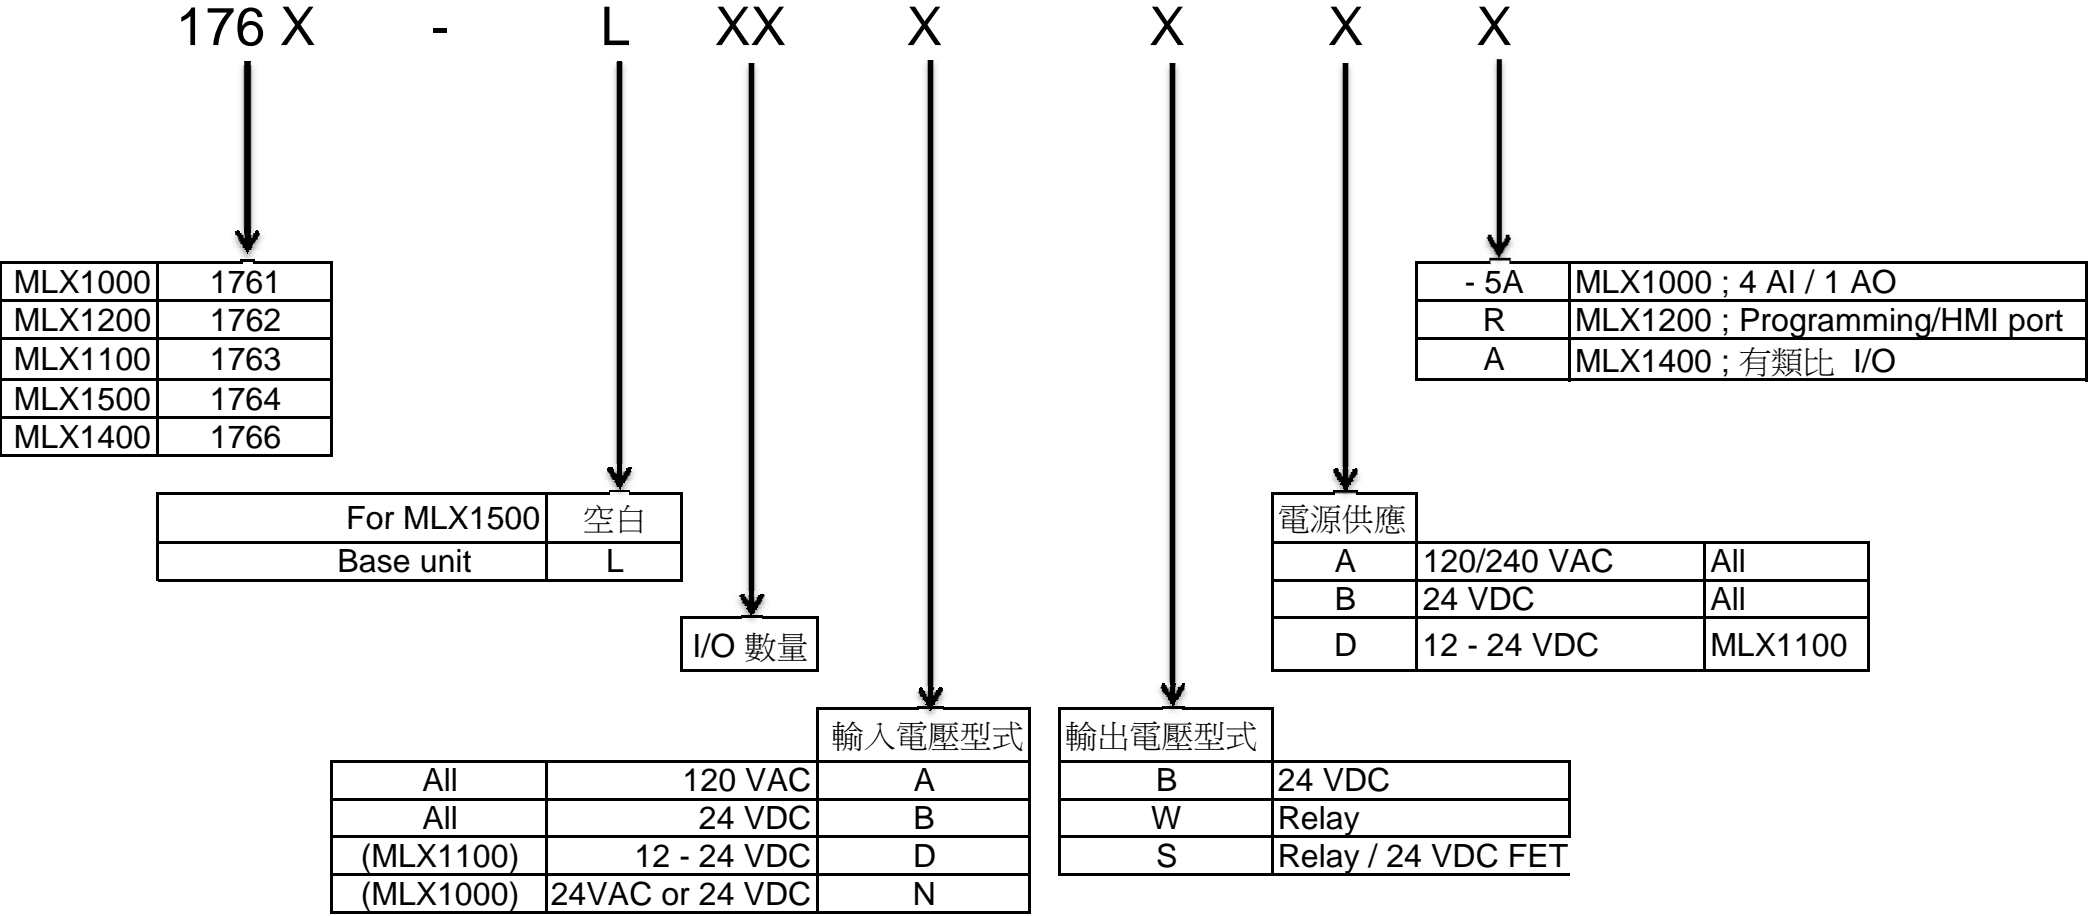 176 X - L XX X X X X
MLX1000 1761
MLX1200 1762
MLX1100 1763
MLX1500 1764
MLX1400 1766
- 5A MLX1000 ; 4 AI / 1 AO
R MLX1200 ; Programming/HMI port
A MLX1400 ; 有類比 I/O
For MLX1500 空白
Base unit L
I/O 數量
電源供應
A 120/240 VAC All
B 24 VDC All
D 12 - 24 VDC MLX1100
輸入電壓型式
All 120 VAC A
All 24 VDC B
(MLX1100) 12 - 24 VDC D
(MLX1000) 24VAC or 24 VDC N
輸出電壓型式
B 24 VDC
W Relay
S Relay / 24 VDC FET